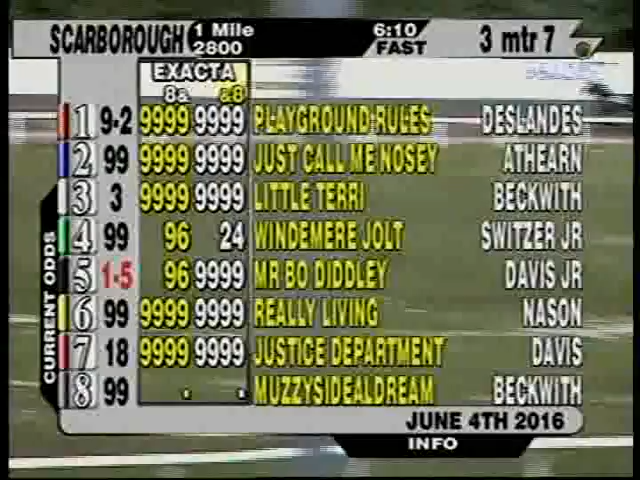 SCARBOROUGH 1 Mile 6:10 3 mtr 7
2800 FAST
EXACTA
8& &8
1 9-2 9999 9999 PLAYGROUND RULES DESLANDES
2 99 9999 9999 JUST CALL ME NOSEY ATHEARN
3 3 9999 9999 LITTLE TERRI BECKWITH
4 99 96 24 WINDEMERE JOLT SWITZER JR
5 1-5 96 9999 MR BO DIDDLEY DAVIS JR
6 99 9999 9999 REALLY LIVING NASON
7 18 9999 9999 JUSTICE DEPARTMENT DAVIS
8 99 . . MUZZYSIDEALDREAM BECKWITH
CURRENT ODDS
JUNE 4TH 2016
INFO